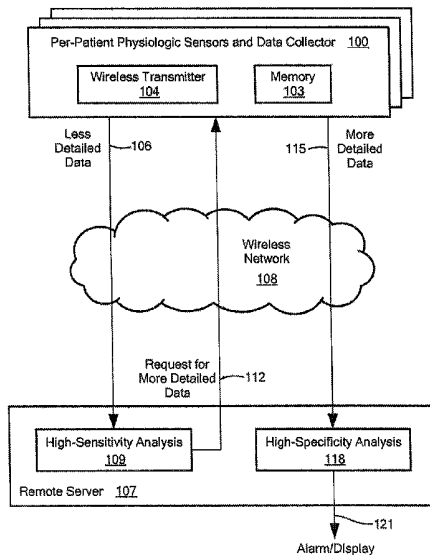 Per-Patient Physiologic Sensors and Data Collector 100
Wireless Transmitter
104
Memory
103
Less
Detailed
Data
106
115
More
Detailed
Data
Wireless
Network
108
Request for
More Detailed
Data
112
High-Sensitivity Analysis
109
High-Specificity Analysis
118
Remote Server 107
121
Alarm/Display